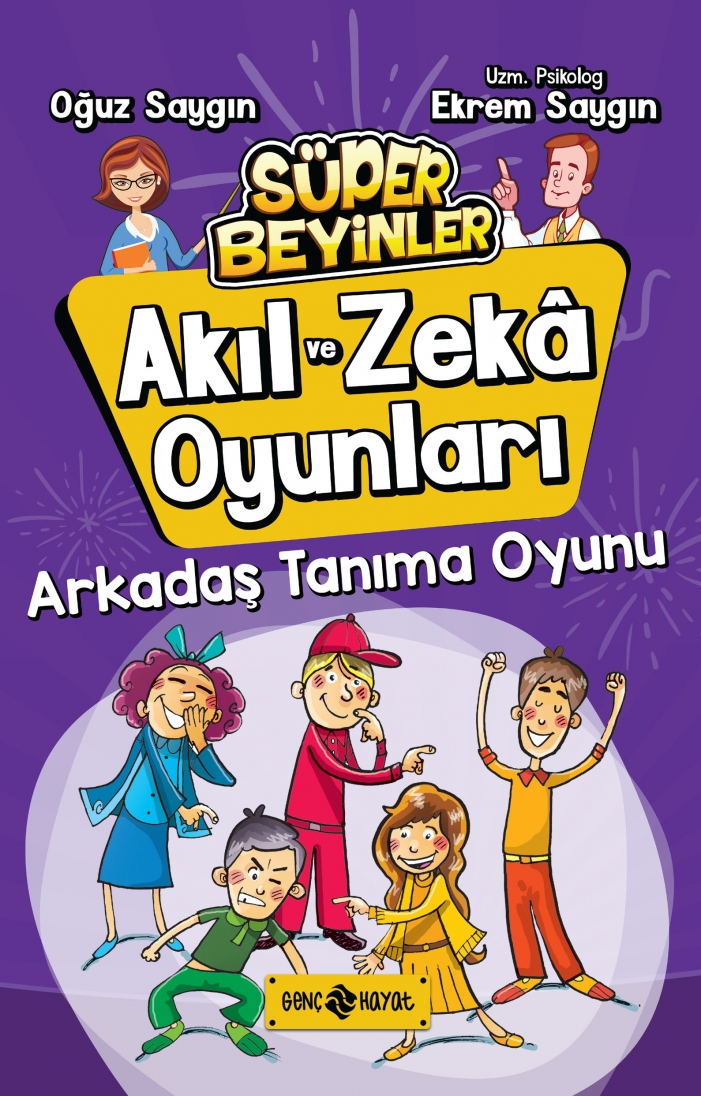 Oğuz Saygın
Uzm. Psikolog
Ekrem Saygın
SÜPER
BEYİNLER
Akıl ve Zekâ
Oyunları
Arkadaş Tanıma Oyunu
GENÇ HAYAT